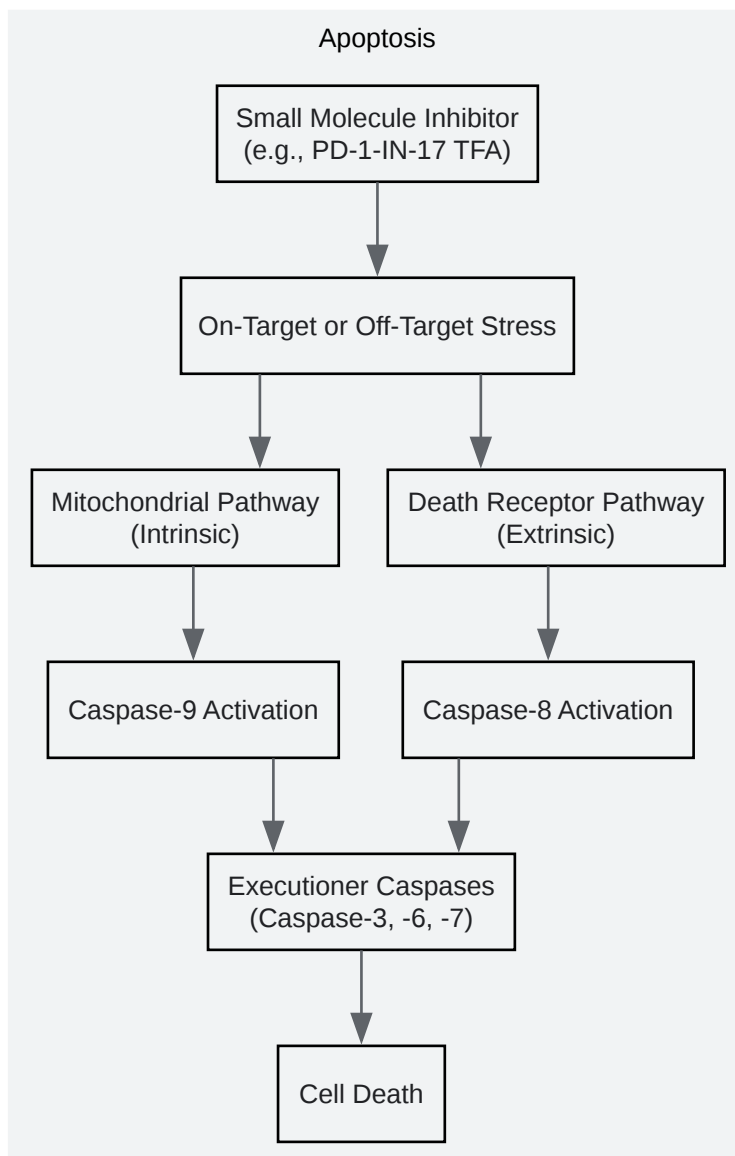 Apoptosis
Small Molecule Inhibitor
(e.g., PD-1-IN-17 TFA)
On-Target or Off-Target Stress
Mitochondrial Pathway
(Intrinsic)
Death Receptor Pathway
(Extrinsic)
Caspase-9 Activation
Caspase-8 Activation
Executioner Caspases
(Caspase-3, -6, -7)
Cell Death